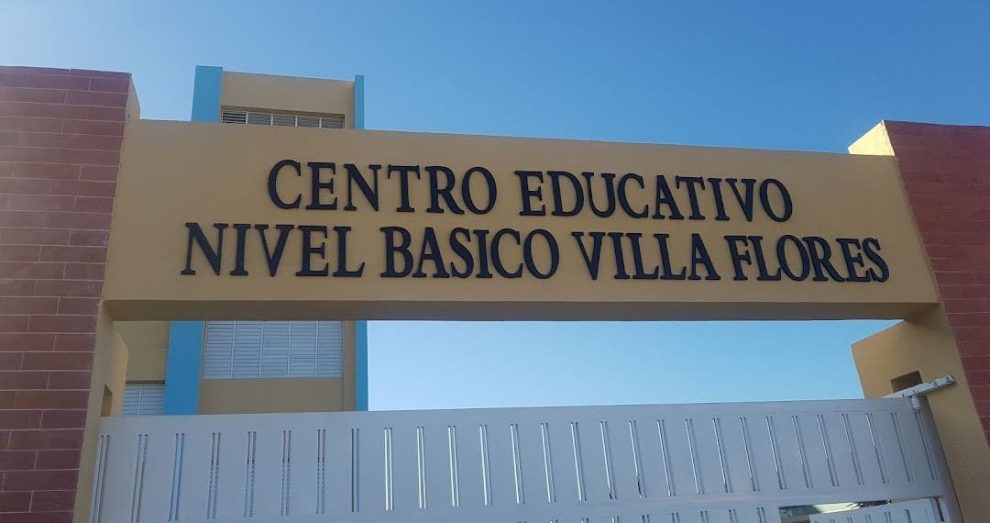 CENTRO EDUCATIVO
NIVEL BASICO VILLA FLORES